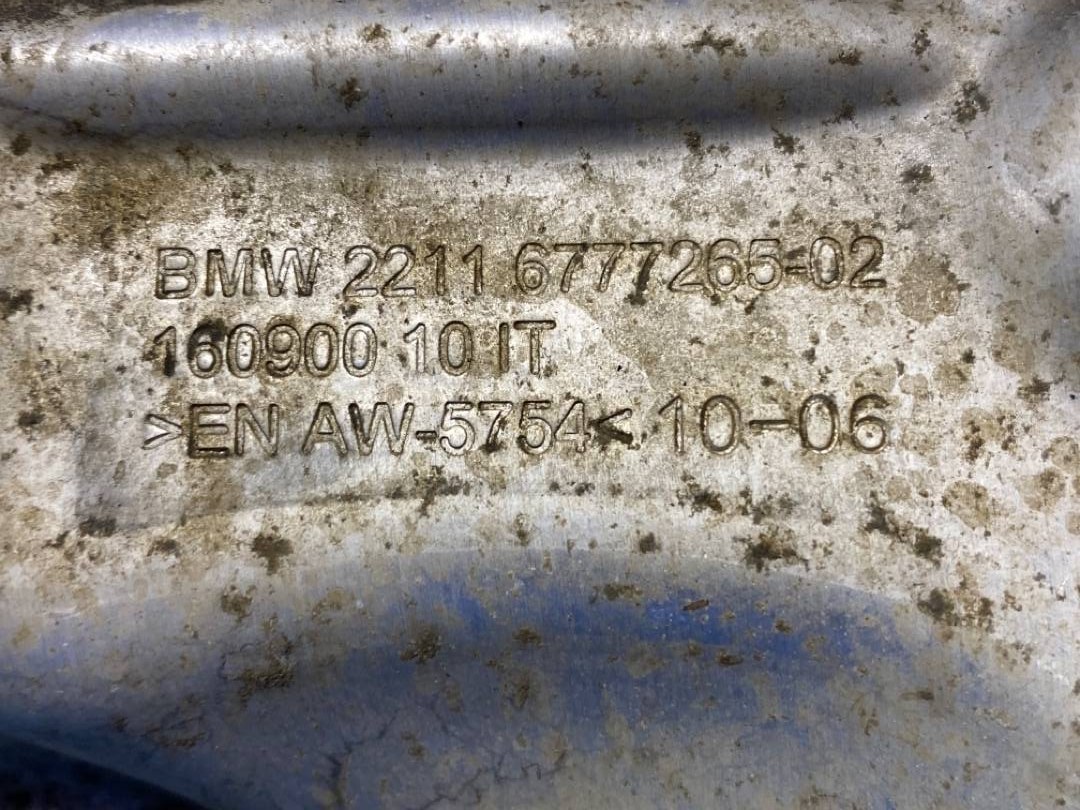 BMW 2211 6777265-02
160900 10 IT
>EN AW-5754< 10-06